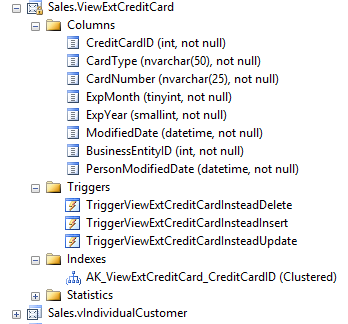 Sales.ViewExtCreditCard
Columns
CreditCardID (int, not null)
CardType (nvarchar(50), not null)
CardNumber (nvarchar(25), not null)
ExpMonth (tinyint, not null)
ExpYear (smallint, not null)
ModifiedDate (datetime, not null)
BusinessEntityID (int, not null)
PersonModifiedDate (datetime, not null)
Triggers
TriggerViewExtCreditCardInsteadDelete
TriggerViewExtCreditCardInsteadInsert
TriggerViewExtCreditCardInsteadUpdate
Indexes
AK_ViewExtCreditCard_CreditCardID (Clustered)
Statistics
Sales.vIndividualCustomer